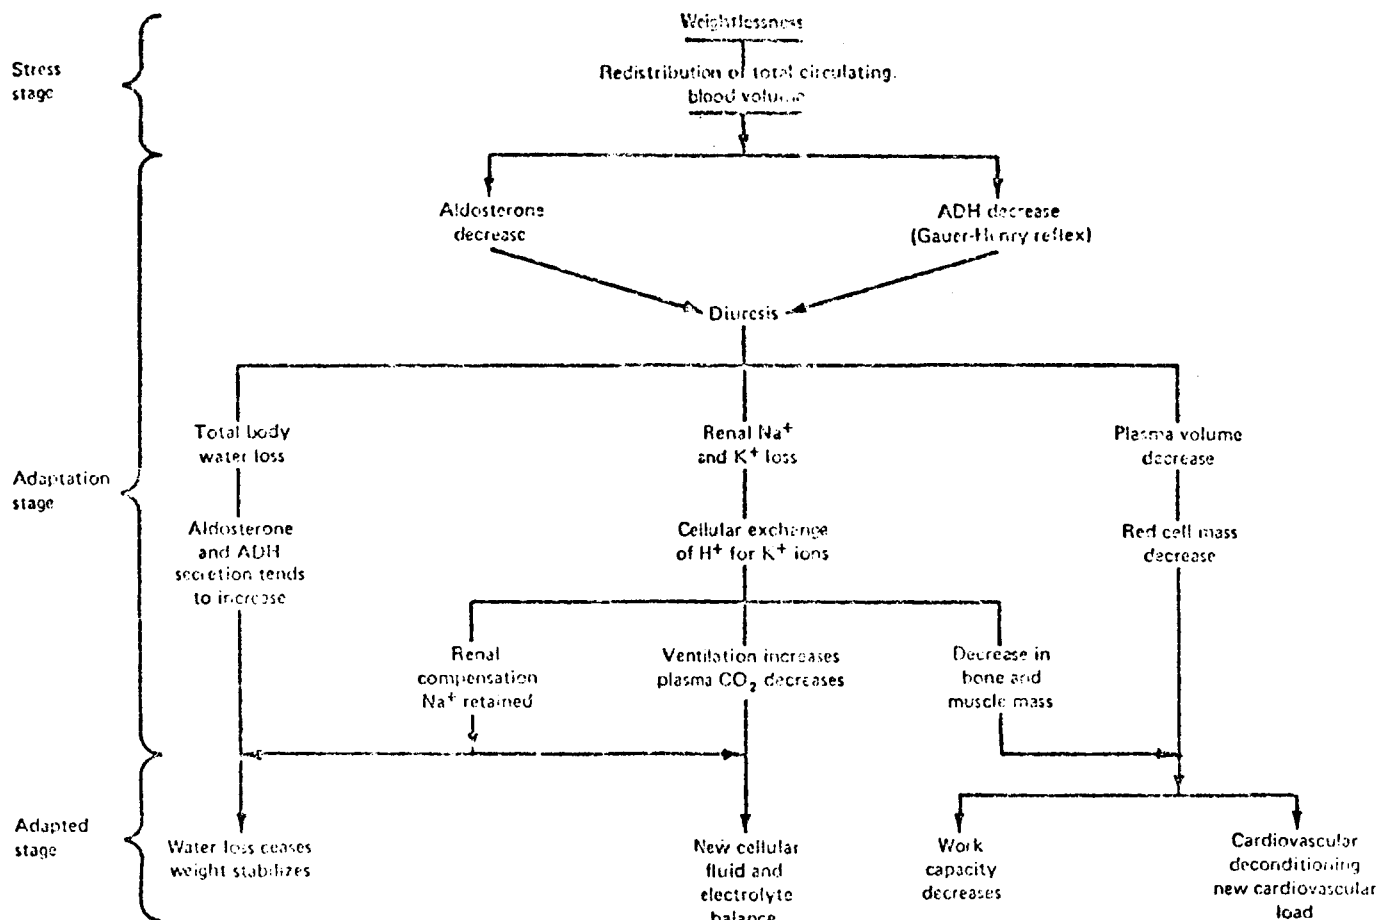 Weightlessness
Stress
stage
Redistribution of total circulating
blood volume
Aldosterone
decrease
ADH decrease
(Gauer-Henry reflex)
Diuresis
Adaptation
stage
Total body
water loss
Renal Na⁺
and K⁺ loss
Plasma volume
decrease
Aldosterone
and ADH
secretion tends
to increase
Cellular exchange
of H⁺ for K⁺ ions
Red cell mass
decrease
Renal
compensation
Na⁺ retained
Ventilation increases
plasma CO₂ decreases
Decrease in
bone and
muscle mass
Adapted
stage
Water loss ceases
weight stabilizes
New cellular
fluid and
electrolyte
balance
Work
capacity
decreases
Cardiovascular
deconditioning
new cardiovascular
load